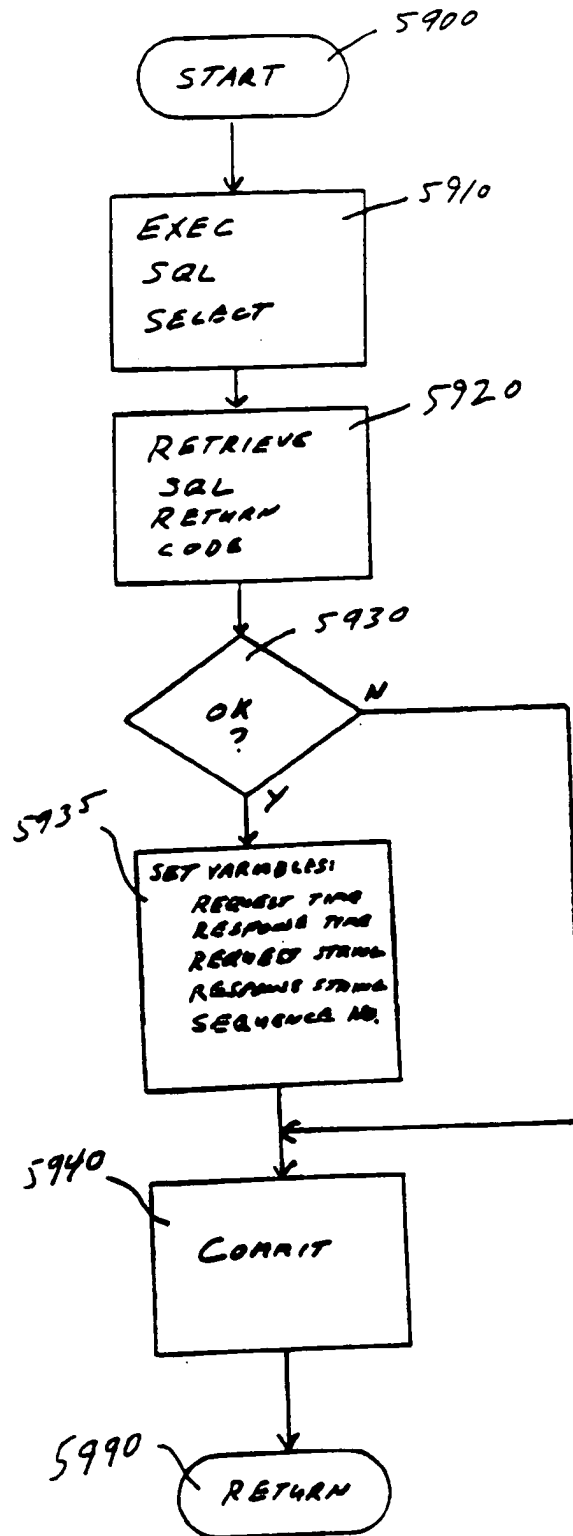 5900
START
5910
EXEC
SQL
SELECT
5920
RETRIEVE
SQL
RETURN
CODE
5930
OK
?
N
Y
5935
SET VARIABLES:
REQUEST TIME
RESPONSE TIME
REQUEST STRING
RESPONSE STRING
SEQUENCE NO.
5940
COMMIT
5990
RETURN